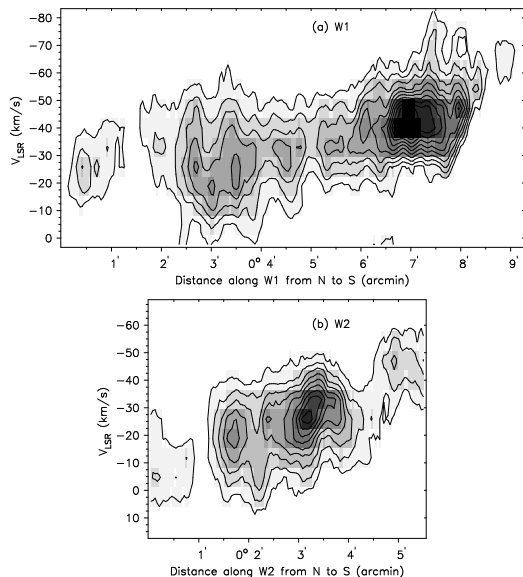 (a) W1
V_LSR (km/s)
−80
−70
−60
−50
−40
−30
−20
−10
0
1' 3' 0° 4' 5' 6' 7' 8' 9'
Distance along W1 from N to S (arcmin)
(b) W2
V_LSR (km/s)
−60
−50
−40
−30
−20
−10
0
10
1' 0° 2' 3' 4' 5'
Distance along W2 from N to S (arcmin)